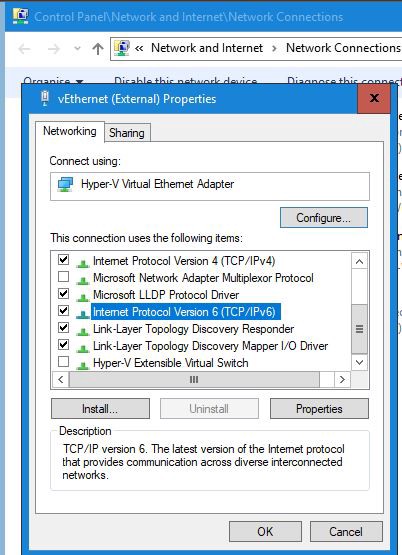 Control Panel\Network and Internet\Network Connections
« Network and Internet › Network Connections
Organise Disable this network device Diagnose this connect
vEthernet (External) Properties
Networking Sharing
Connect using:
Hyper-V Virtual Ethernet Adapter
Configure...
This connection uses the following items:
Internet Protocol Version 4 (TCP/IPv4)
Microsoft Network Adapter Multiplexor Protocol
Microsoft LLDP Protocol Driver
Internet Protocol Version 6 (TCP/IPv6)
Link-Layer Topology Discovery Responder
Link-Layer Topology Discovery Mapper I/O Driver
Hyper-V Extensible Virtual Switch
Install... Uninstall Properties
Description
TCP/IP version 6. The latest version of the Internet protocol
that provides communication across diverse interconnected
networks.
OK Cancel